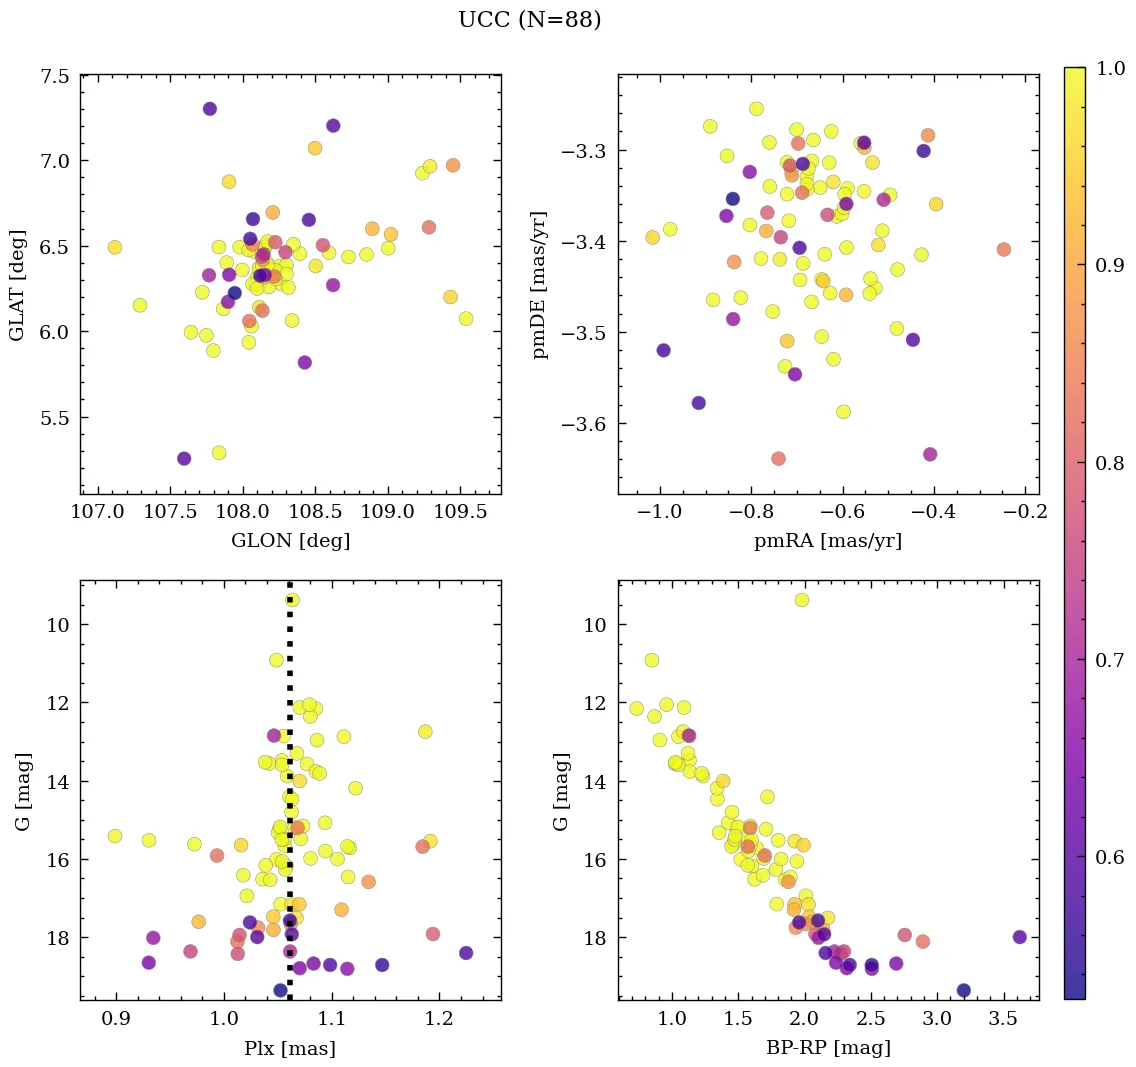 UCC (N=88)
7.5
7.0
6.5
6.0
5.5
GLAT [deg]
107.0 107.5 108.0 108.5 109.0 109.5
GLON [deg]
−3.3
−3.4
−3.5
−3.6
pmDE [mas/yr]
−1.0 −0.8 −0.6 −0.4 −0.2
pmRA [mas/yr]
1.0
0.9
0.8
0.7
0.6
10
12
14
16
18
G [mag]
0.9 1.0 1.1 1.2
Plx [mas]
10
12
14
16
18
G [mag]
1.0 1.5 2.0 2.5 3.0 3.5
BP-RP [mag]